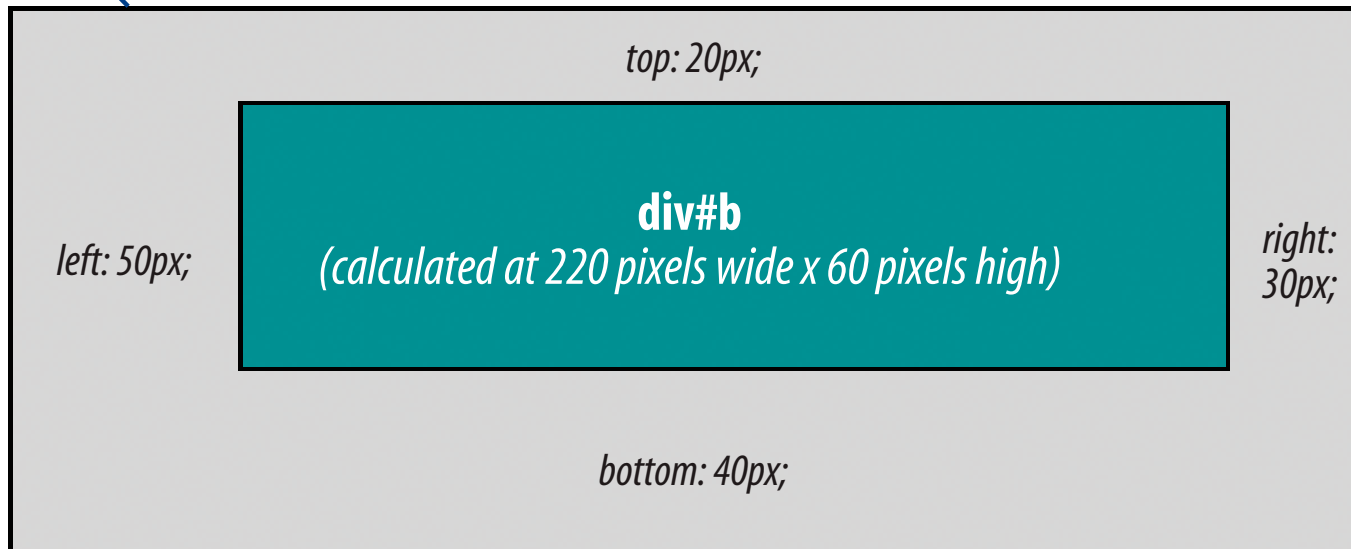 top: 20px;
div#b
(calculated at 220 pixels wide x 60 pixels high)
left: 50px;
right:
30px;
bottom: 40px;